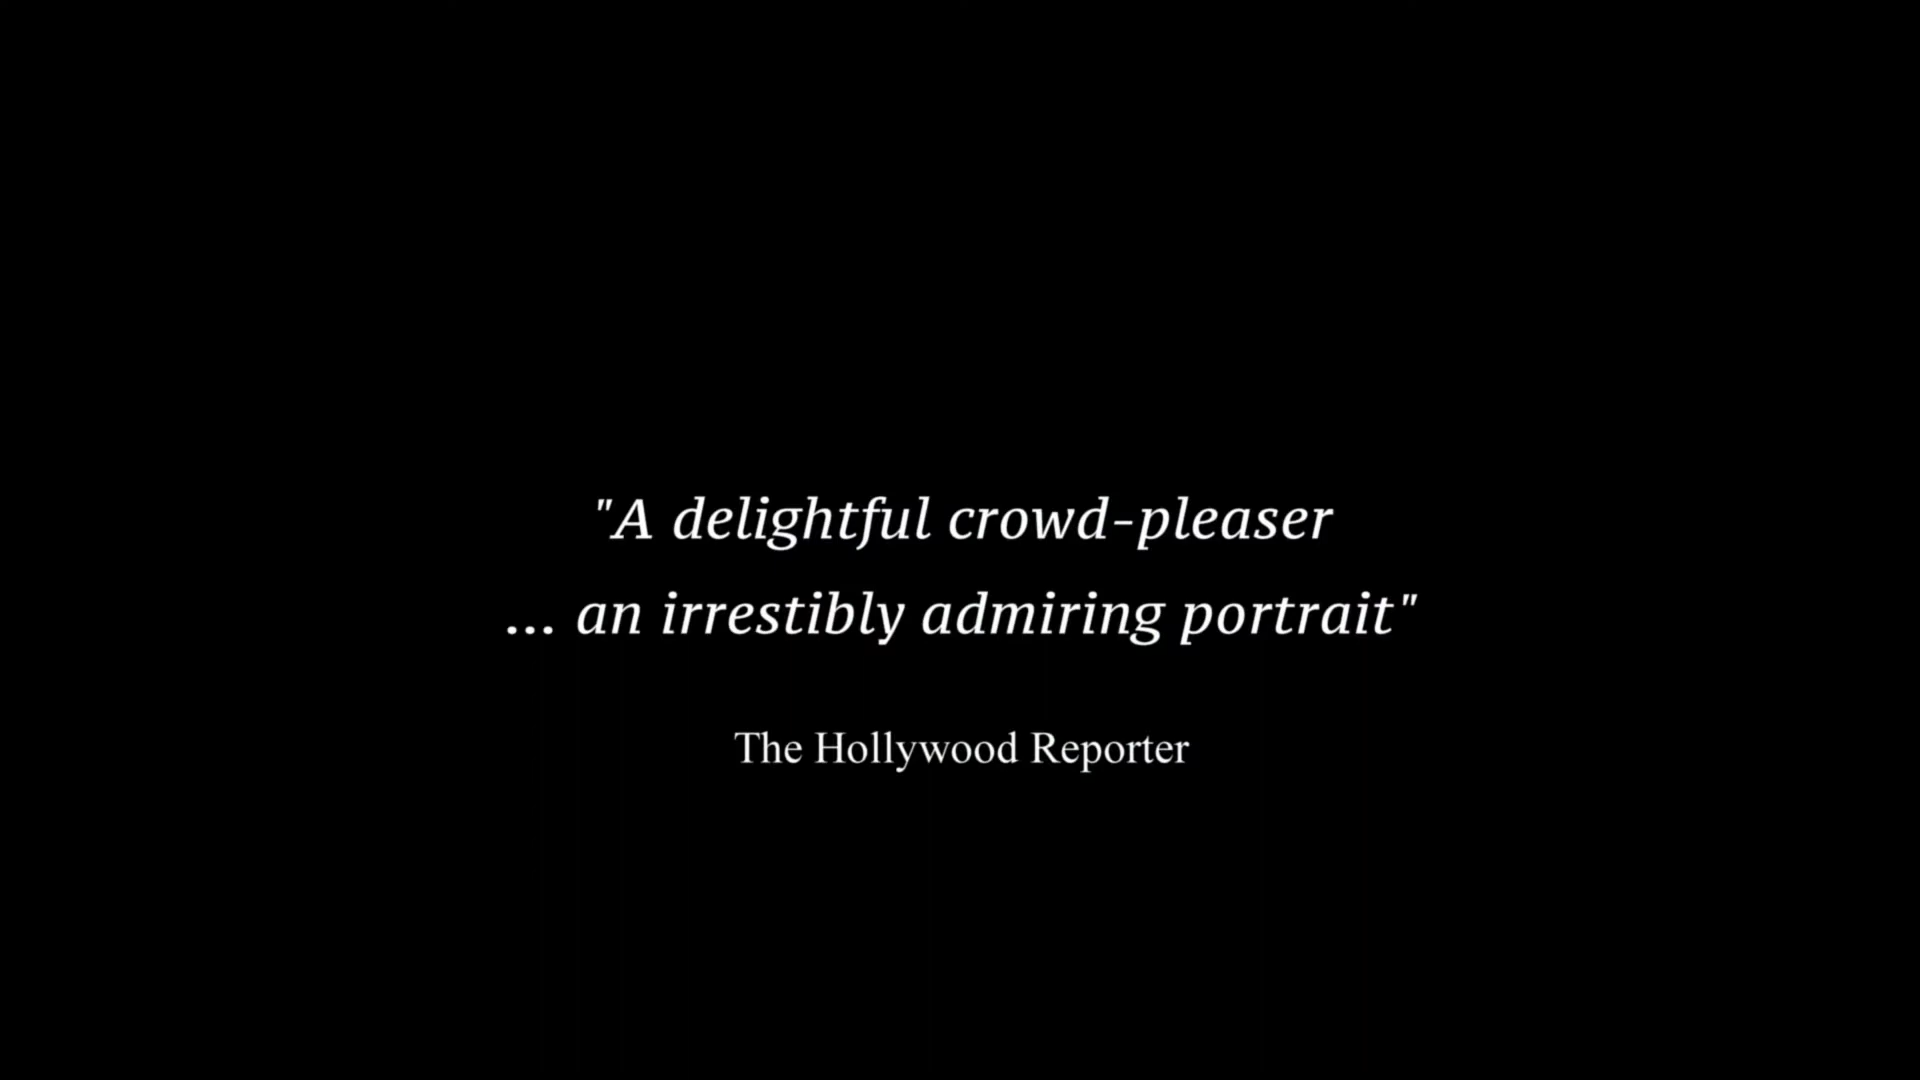 "A delightful crowd-pleaser
... an irrestibly admiring portrait"
The Hollywood Reporter